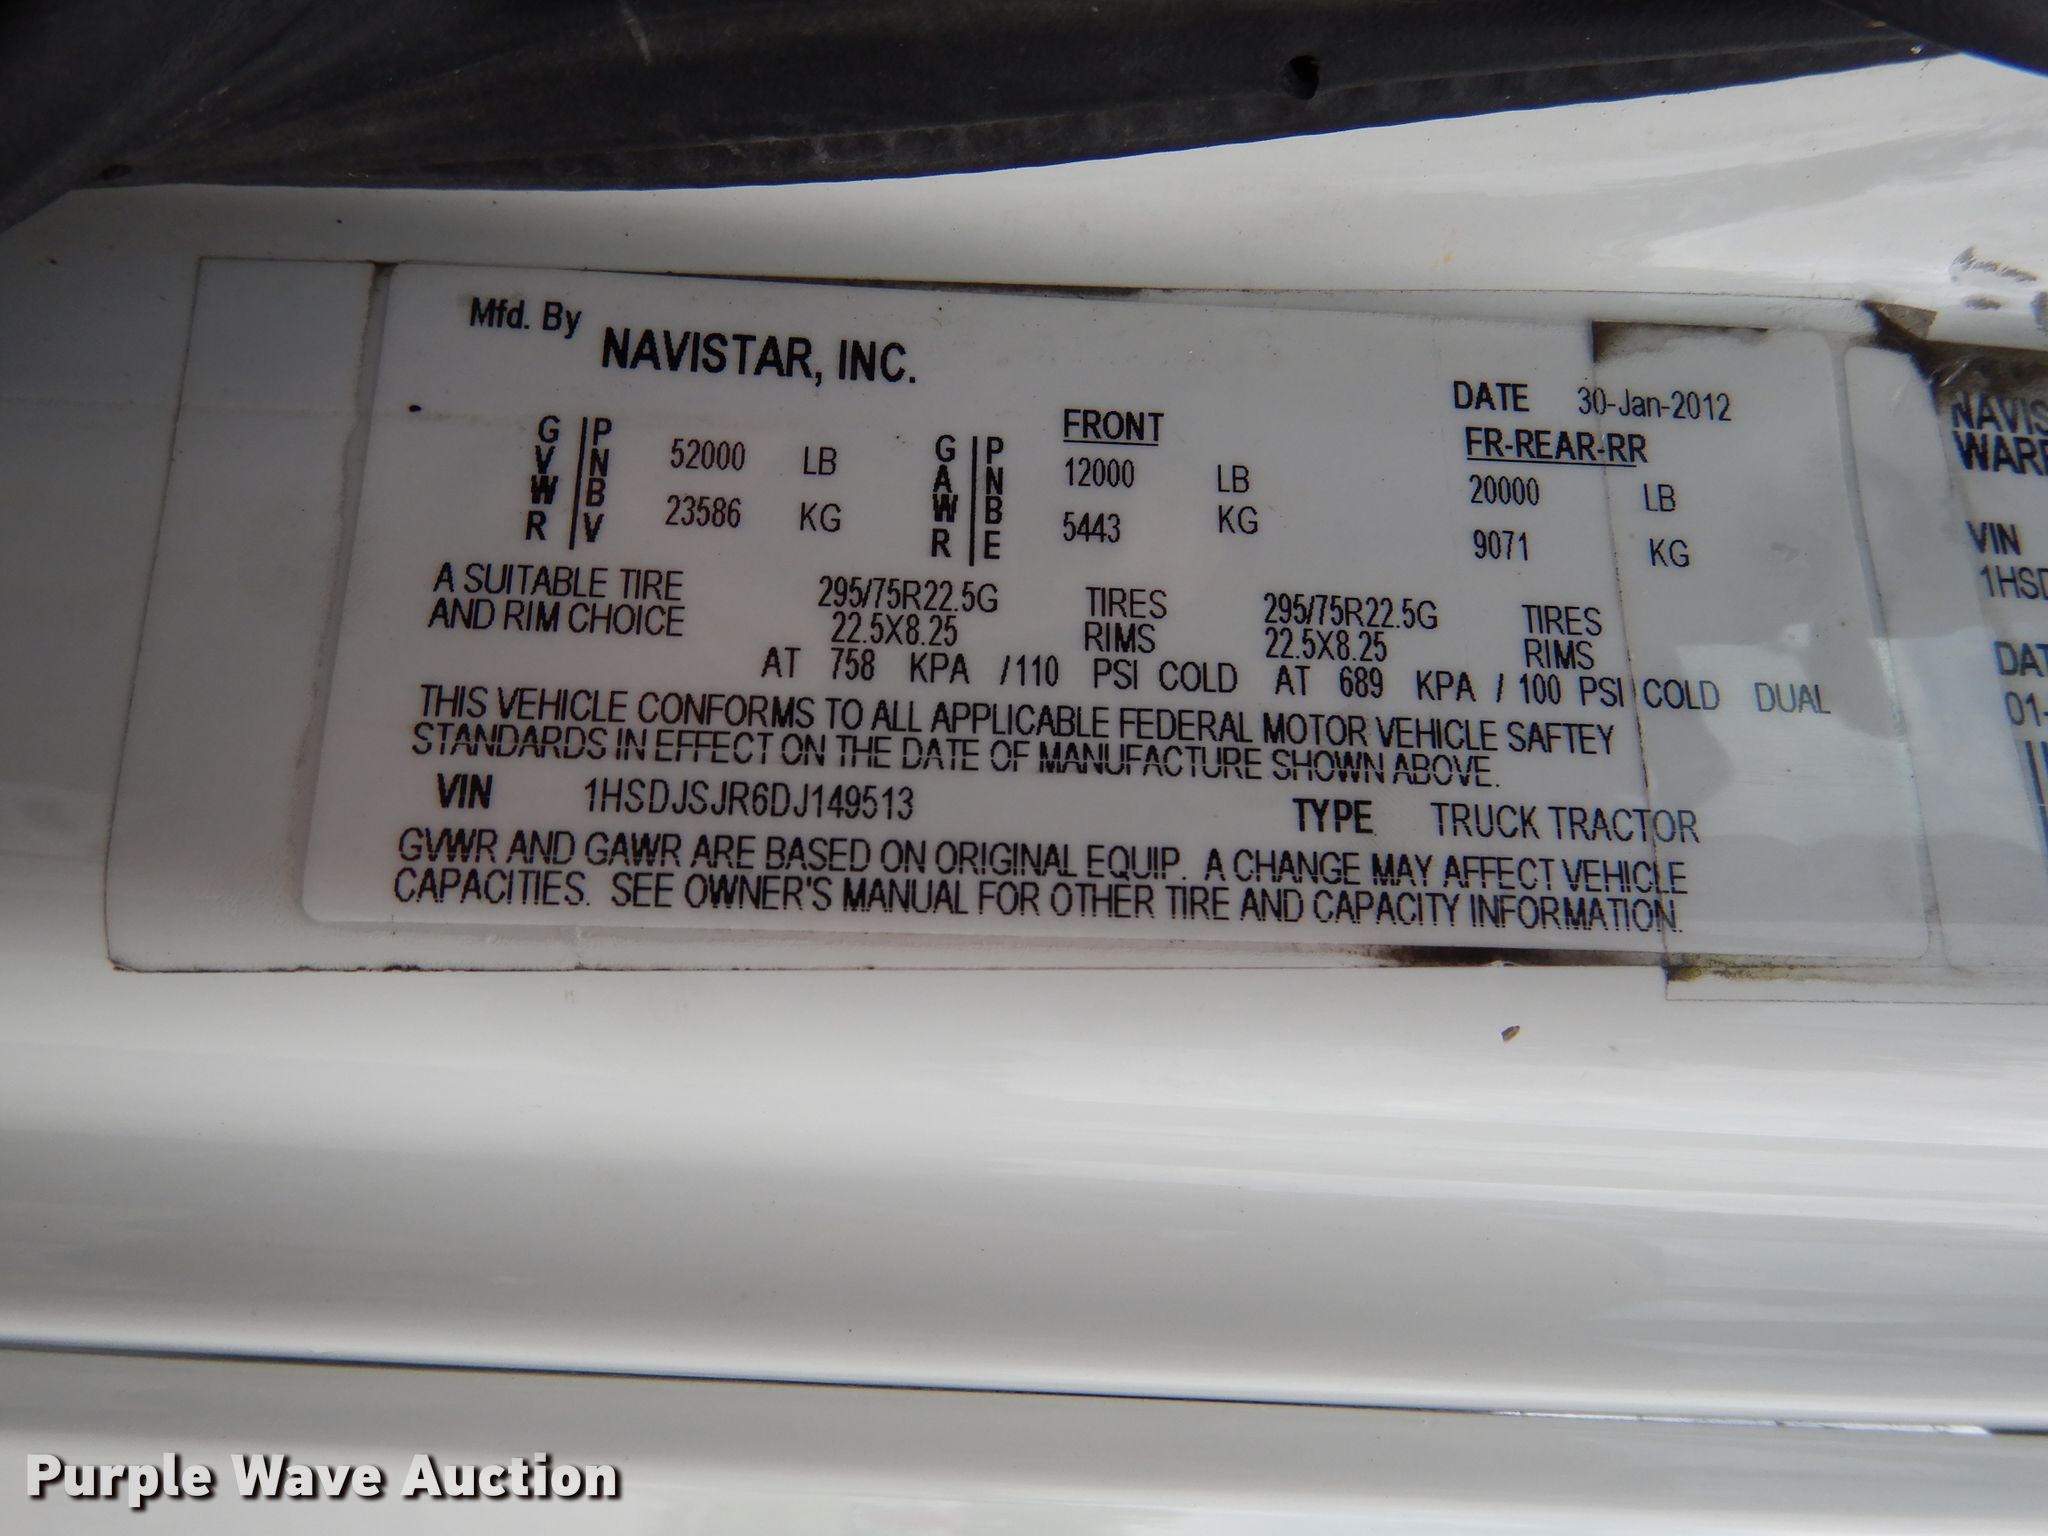 Mfd. By NAVISTAR, INC.
DATE 30-Jan-2012
GVWR | PNBV 52000 LB 23586 KG
GAWR | PNBE FRONT 12000 LB 5443 KG
FR-REAR-RR 20000 LB 9071 KG
A SUITABLE TIRE 295/75R22.5G TIRES 295/75R22.5G TIRES
AND RIM CHOICE 22.5X8.25 RIMS 22.5X8.25 RIMS
AT 758 KPA / 110 PSI COLD AT 689 KPA / 100 PSI COLD DUAL
THIS VEHICLE CONFORMS TO ALL APPLICABLE FEDERAL MOTOR VEHICLE SAFTEY
STANDARDS IN EFFECT ON THE DATE OF MANUFACTURE SHOWN ABOVE.
VIN 1HSDJSJR6DJ149513 TYPE TRUCK TRACTOR
GVWR AND GAWR ARE BASED ON ORIGINAL EQUIP. A CHANGE MAY AFFECT VEHICLE
CAPACITIES. SEE OWNER'S MANUAL FOR OTHER TIRE AND CAPACITY INFORMATION.
VIN
Purple Wave Auction